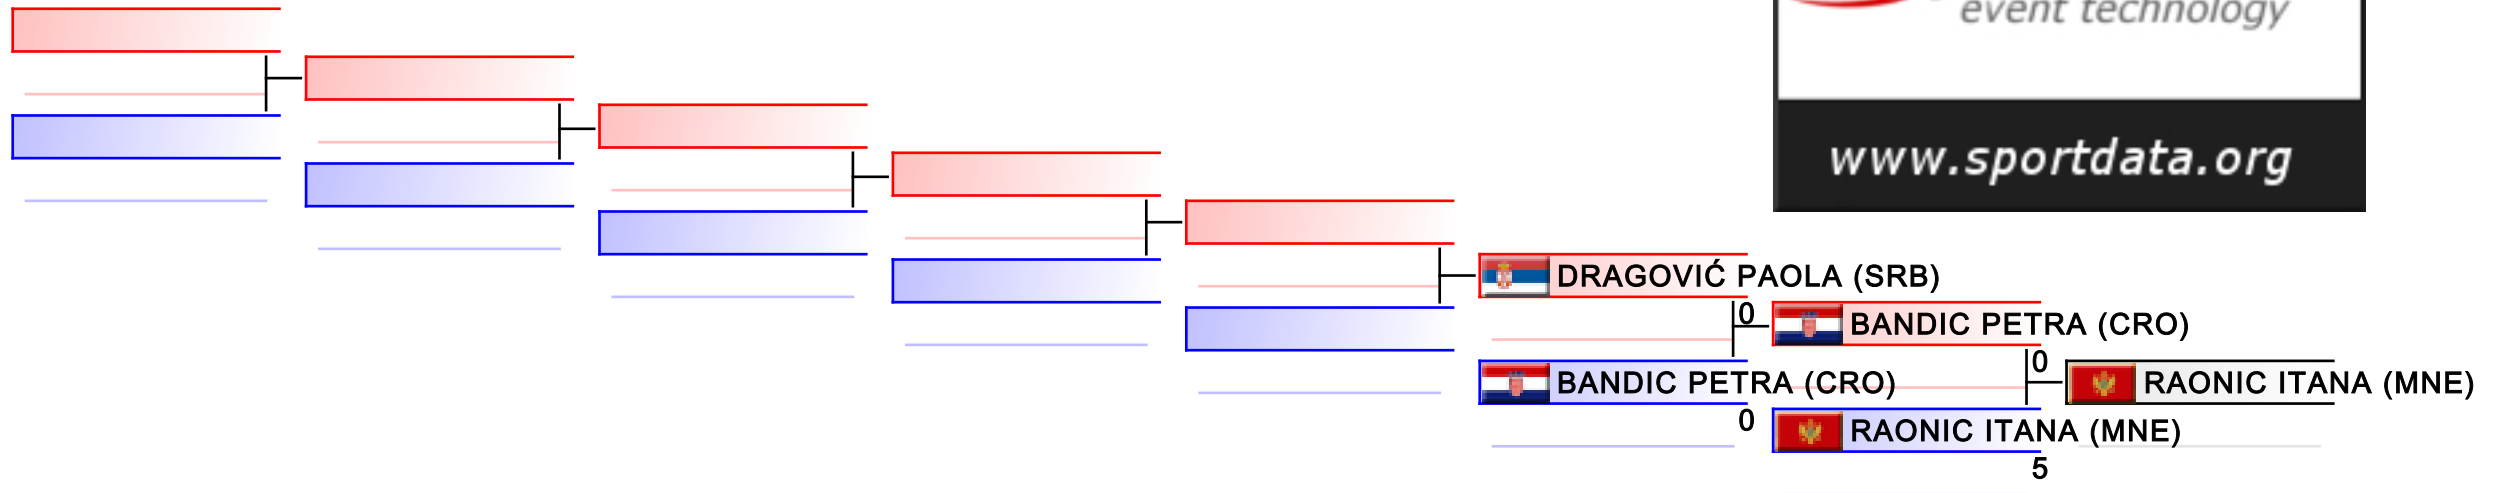 event technology
www.sportdata.org
DRAGOVIĆ PAOLA (SRB)
0
BANDIC PETRA (CRO)
0
BANDIC PETRA (CRO)
RAONIC ITANA (MNE)
0
RAONIC ITANA (MNE)
5